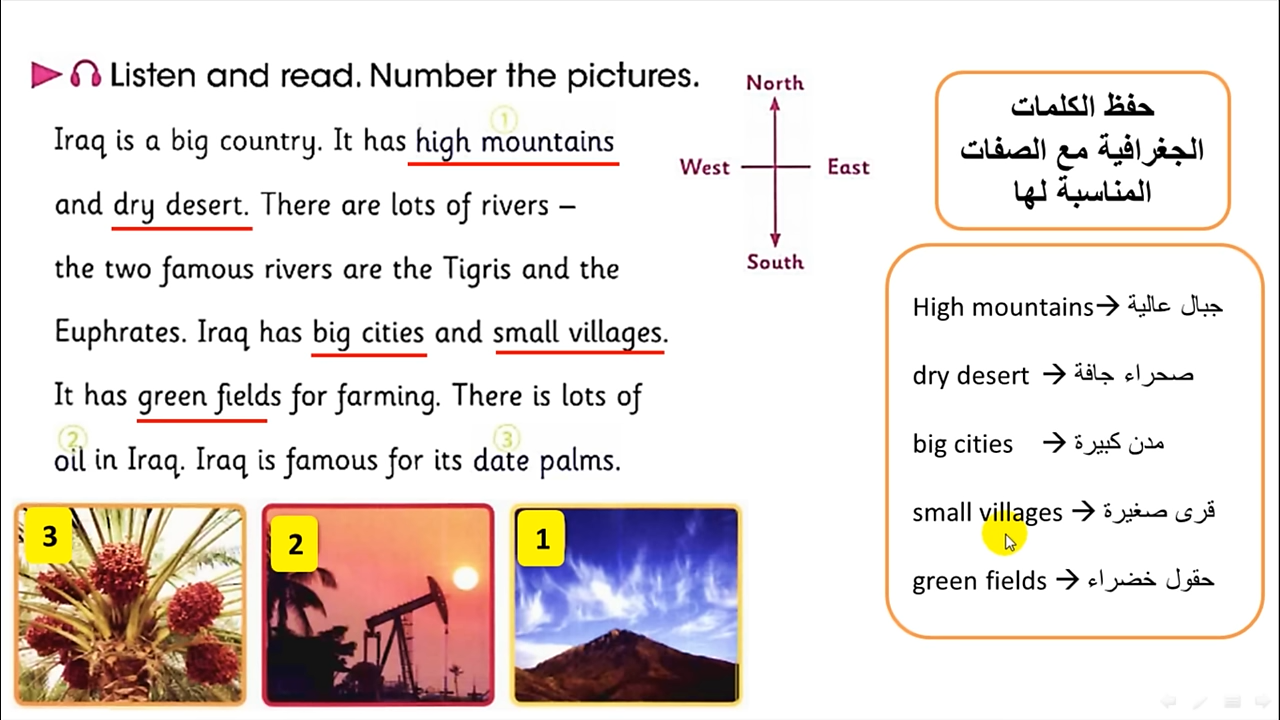 Listen and read. Number the pictures.
1
Iraq is a big country. It has high mountains
and dry desert. There are lots of rivers –
the two famous rivers are the Tigris and the
Euphrates. Iraq has big cities and small villages.
It has green fields for farming. There is lots of
2 3
oil in Iraq. Iraq is famous for its date palms.
North
West East
South
حفظ الكلمات
الجغرافية مع الصفات
المناسبة لها
High mountains→ جبال عالية
dry desert → صحراء جافة
big cities → مدن كبيرة
small villages → قرى صغيرة
green fields → حقول خضراء
3 2 1